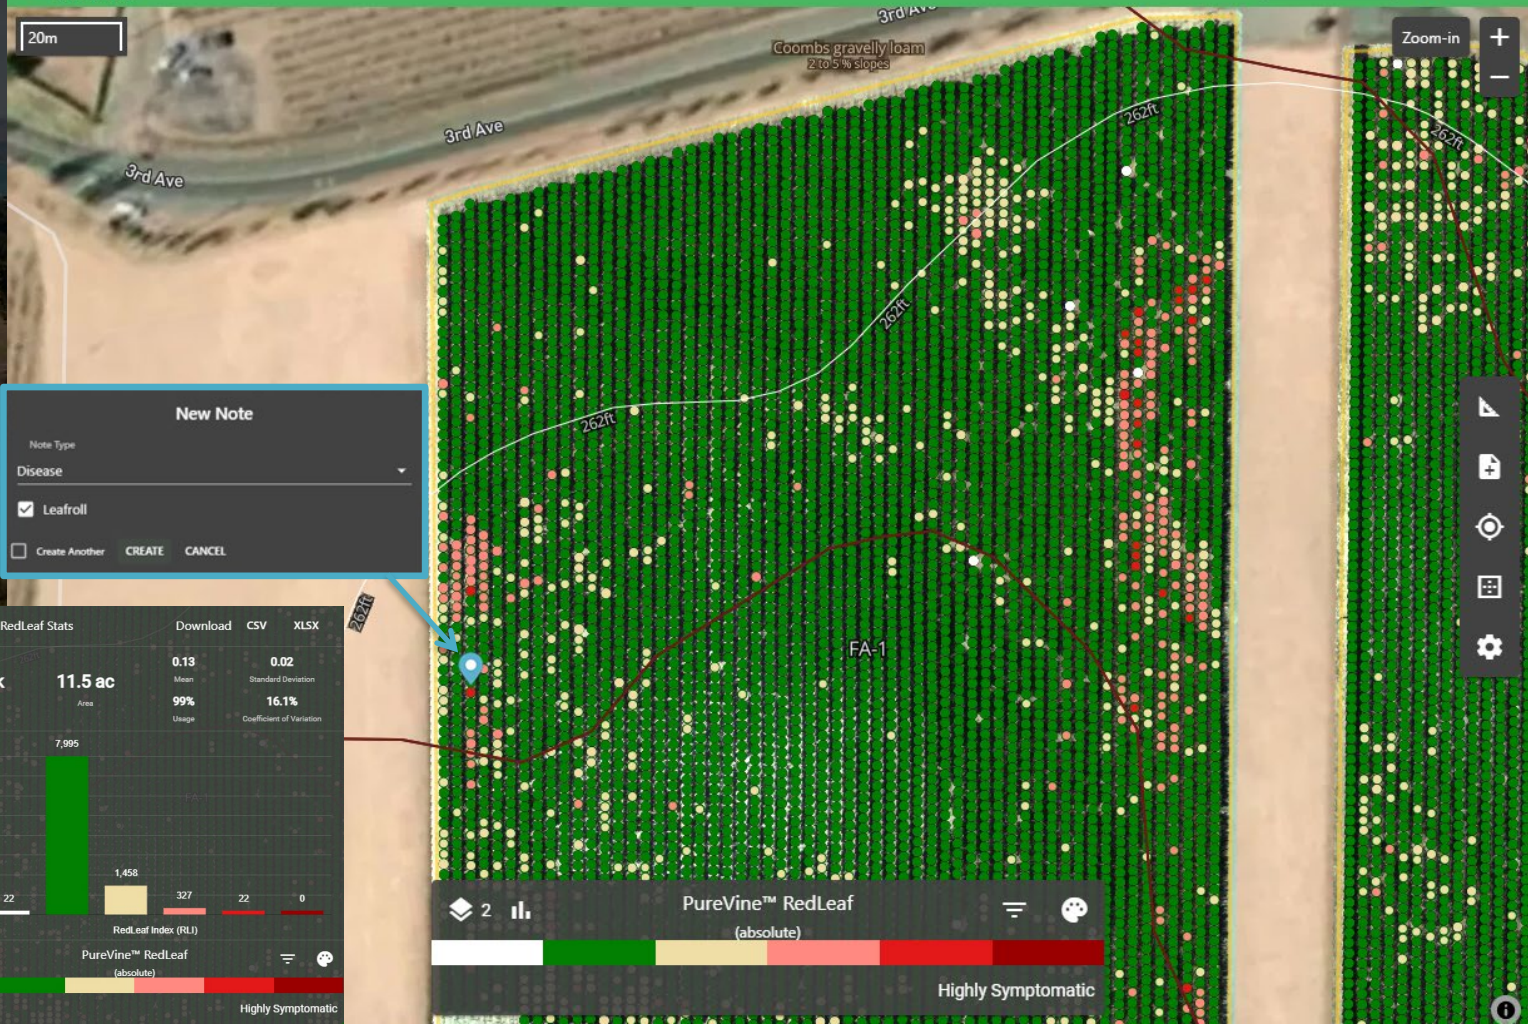 20m
3rd Ave
Coombs gravelly loam
2 to 5 % slopes
Zoom-in
3rd Ave
3rd Ave
262ft
262ft
262ft
262ft
New Note
Note Type
Disease
Leafroll
Create Another CREATE CANCEL
262ft
RedLeaf Stats Download CSV XLSX
0.13 0.02
Mean Standard Deviation
11.5 ac
Area
99% 16.1%
Usage Coefficient of Variation
FA-1
7,995
1,458
22 327 22 0
RedLeaf Index (RLI)
PureVine™ RedLeaf
(absolute)
Highly Symptomatic
2
PureVine™ RedLeaf
(absolute)
Highly Symptomatic